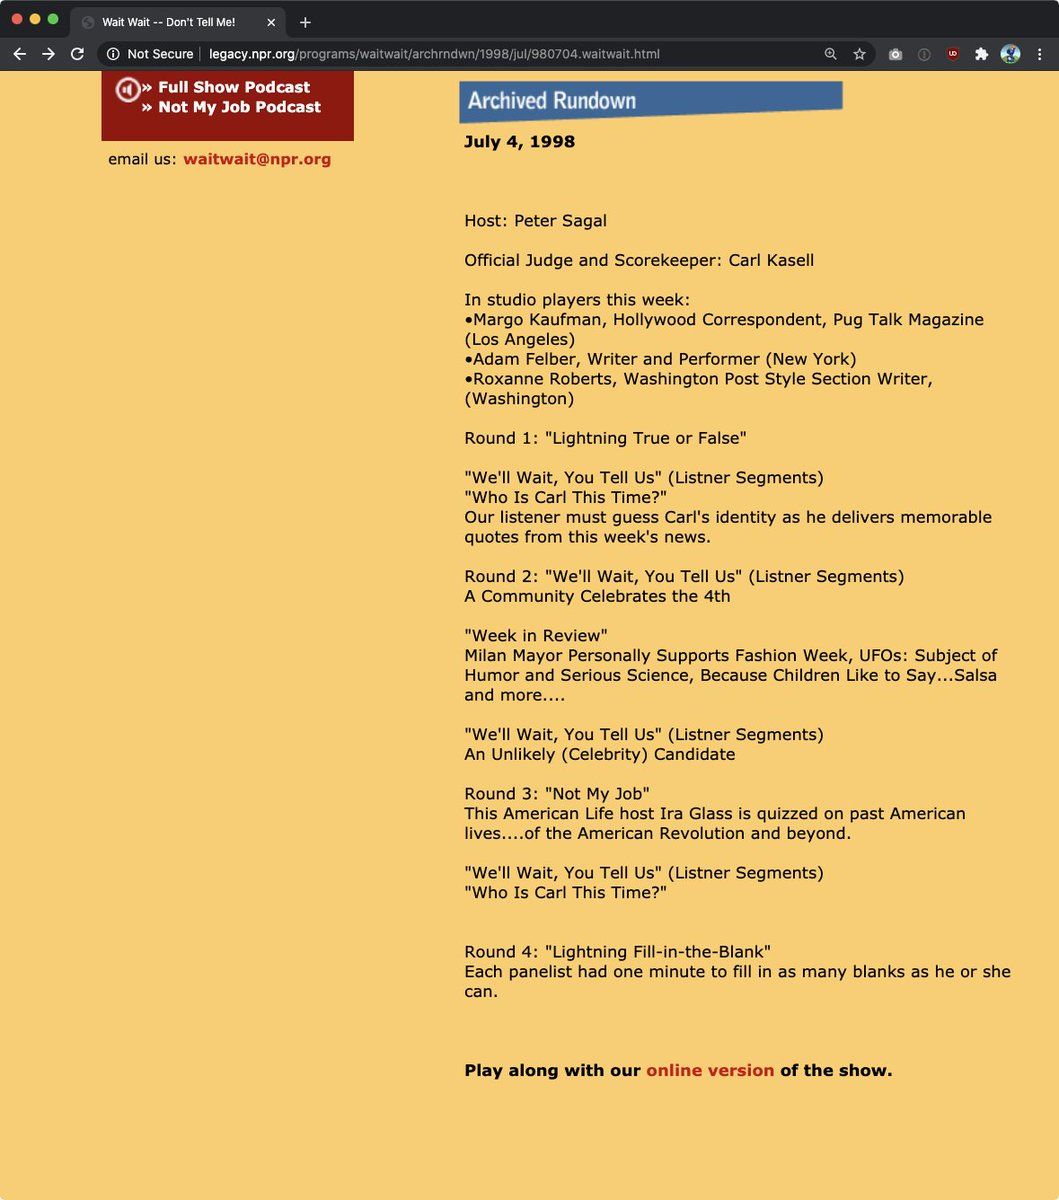 Wait Wait -- Don't Tell Me!
Not Secure | legacy.npr.org/programs/waitwait/archrndwn/1998/jul/980704.waitwait.html
» Full Show Podcast
» Not My Job Podcast
email us: waitwait@npr.org
Archived Rundown
July 4, 1998
Host: Peter Sagal
Official Judge and Scorekeeper: Carl Kasell
In studio players this week:
•Margo Kaufman, Hollywood Correspondent, Pug Talk Magazine
(Los Angeles)
•Adam Felber, Writer and Performer (New York)
•Roxanne Roberts, Washington Post Style Section Writer,
(Washington)
Round 1: "Lightning True or False"
"We'll Wait, You Tell Us" (Listner Segments)
"Who Is Carl This Time?"
Our listener must guess Carl's identity as he delivers memorable
quotes from this week's news.
Round 2: "We'll Wait, You Tell Us" (Listner Segments)
A Community Celebrates the 4th
"Week in Review"
Milan Mayor Personally Supports Fashion Week, UFOs: Subject of
Humor and Serious Science, Because Children Like to Say...Salsa
and more....
"We'll Wait, You Tell Us" (Listner Segments)
An Unlikely (Celebrity) Candidate
Round 3: "Not My Job"
This American Life host Ira Glass is quizzed on past American
lives....of the American Revolution and beyond.
"We'll Wait, You Tell Us" (Listner Segments)
"Who Is Carl This Time?"
Round 4: "Lightning Fill-in-the-Blank"
Each panelist had one minute to fill in as many blanks as he or she
can.
Play along with our online version of the show.